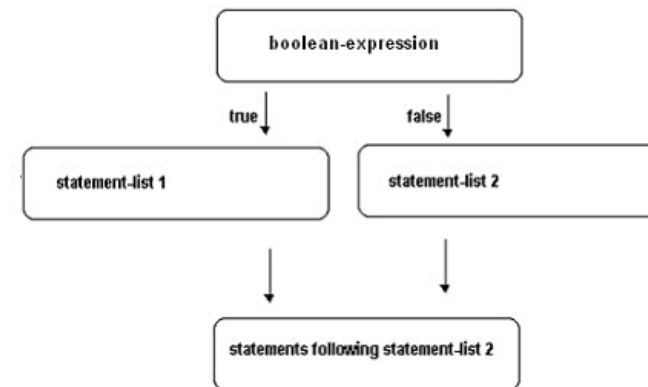 boolean-expression
true
false
statement-list 1
statement-list 2
statements following statement-list 2